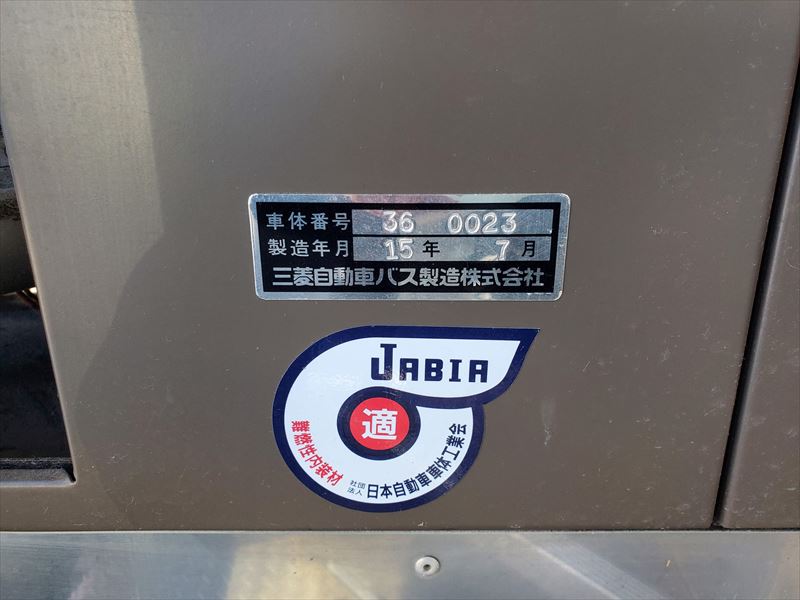 車体番号 36 0023
製造年月 15年 7月
三菱自動車バス製造株式会社
JABIA
適
難燃性内装材
社団法人 日本自動車車体工業会